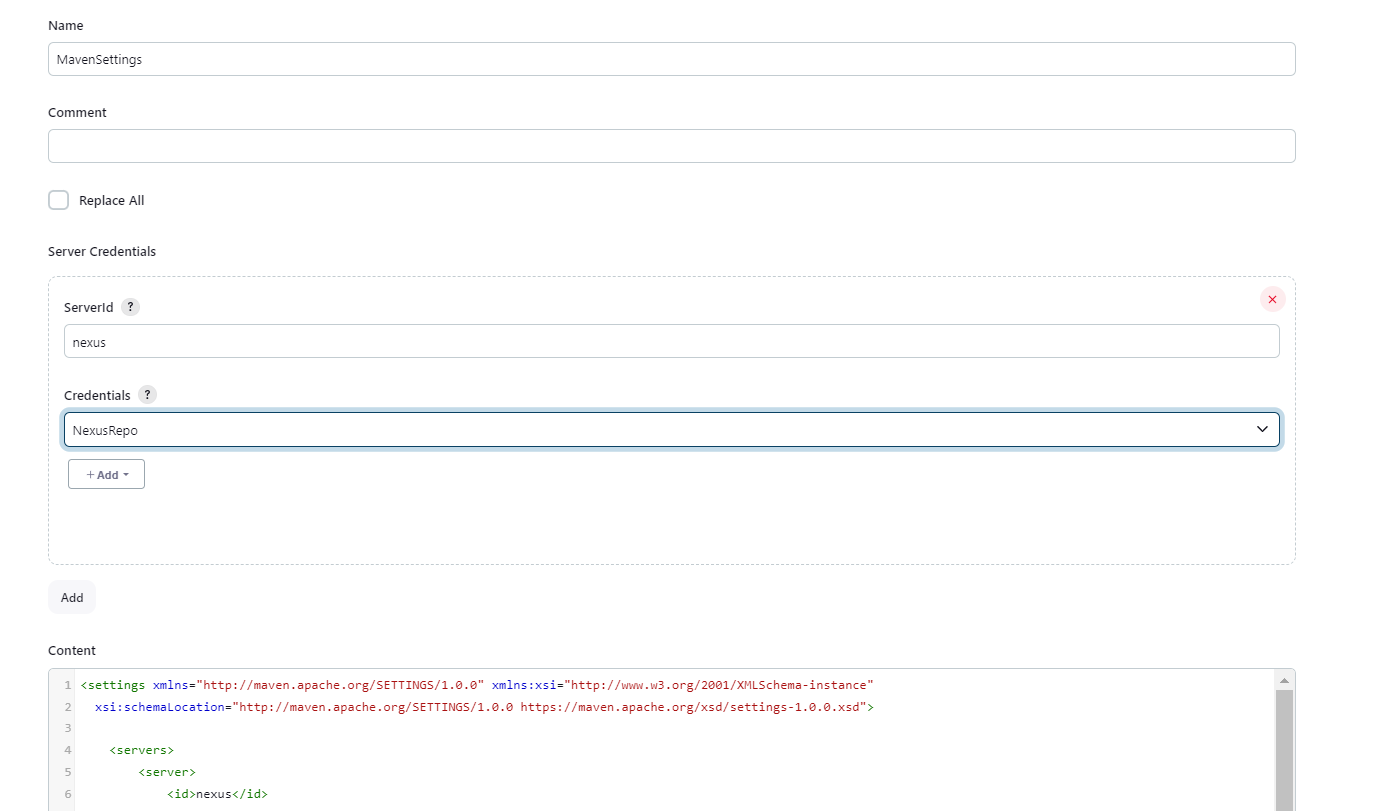 Name
MavenSettings
Comment
Replace All
Server Credentials
ServerId ?
nexus
Credentials ?
NexusRepo
+ Add
Add
Content
1 <settings xmlns="http://maven.apache.org/SETTINGS/1.0.0" xmlns:xsi="http://www.w3.org/2001/XMLSchema-instance"
2 xsi:schemaLocation="http://maven.apache.org/SETTINGS/1.0.0 https://maven.apache.org/xsd/settings-1.0.0.xsd">
3
4 <servers>
5 <server>
6 <id>nexus</id>